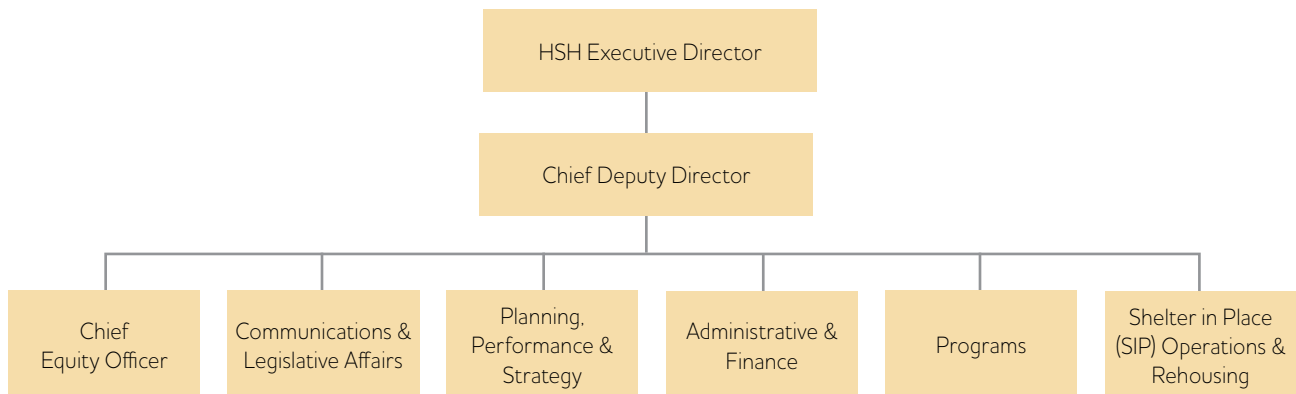 HSH Executive Director
Chief Deputy Director
Chief
Equity Officer
Communications &
Legislative Affairs
Planning,
Performance &
Strategy
Administrative &
Finance
Programs
Shelter in Place
(SIP) Operations &
Rehousing